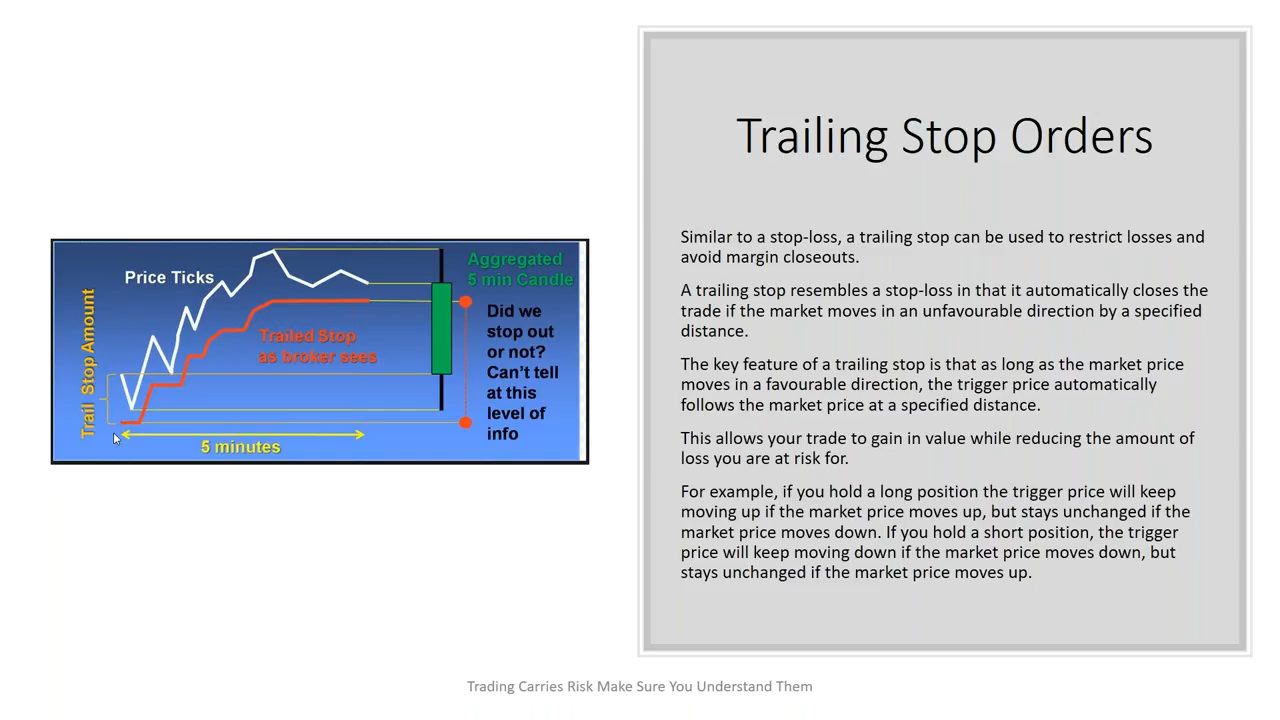 Trailing Stop Orders
Similar to a stop-loss, a trailing stop can be used to restrict losses and
avoid margin closeouts.
A trailing stop resembles a stop-loss in that it automatically closes the
trade if the market moves in an unfavourable direction by a specified
distance.
The key feature of a trailing stop is that as long as the market price
moves in a favourable direction, the trigger price automatically
follows the market price at a specified distance.
This allows your trade to gain in value while reducing the amount of
loss you are at risk for.
For example, if you hold a long position the trigger price will keep
moving up if the market price moves up, but stays unchanged if the
market price moves down. If you hold a short position, the trigger
price will keep moving down if the market price moves down, but
stays unchanged if the market price moves up.
Trail Stop Amount
Price Ticks
Trailed Stop
as broker sees
5 minutes
Aggregated
5 min Candle
Did we
stop out
or not?
Can't tell
at this
level of
info
Trading Carries Risk Make Sure You Understand Them